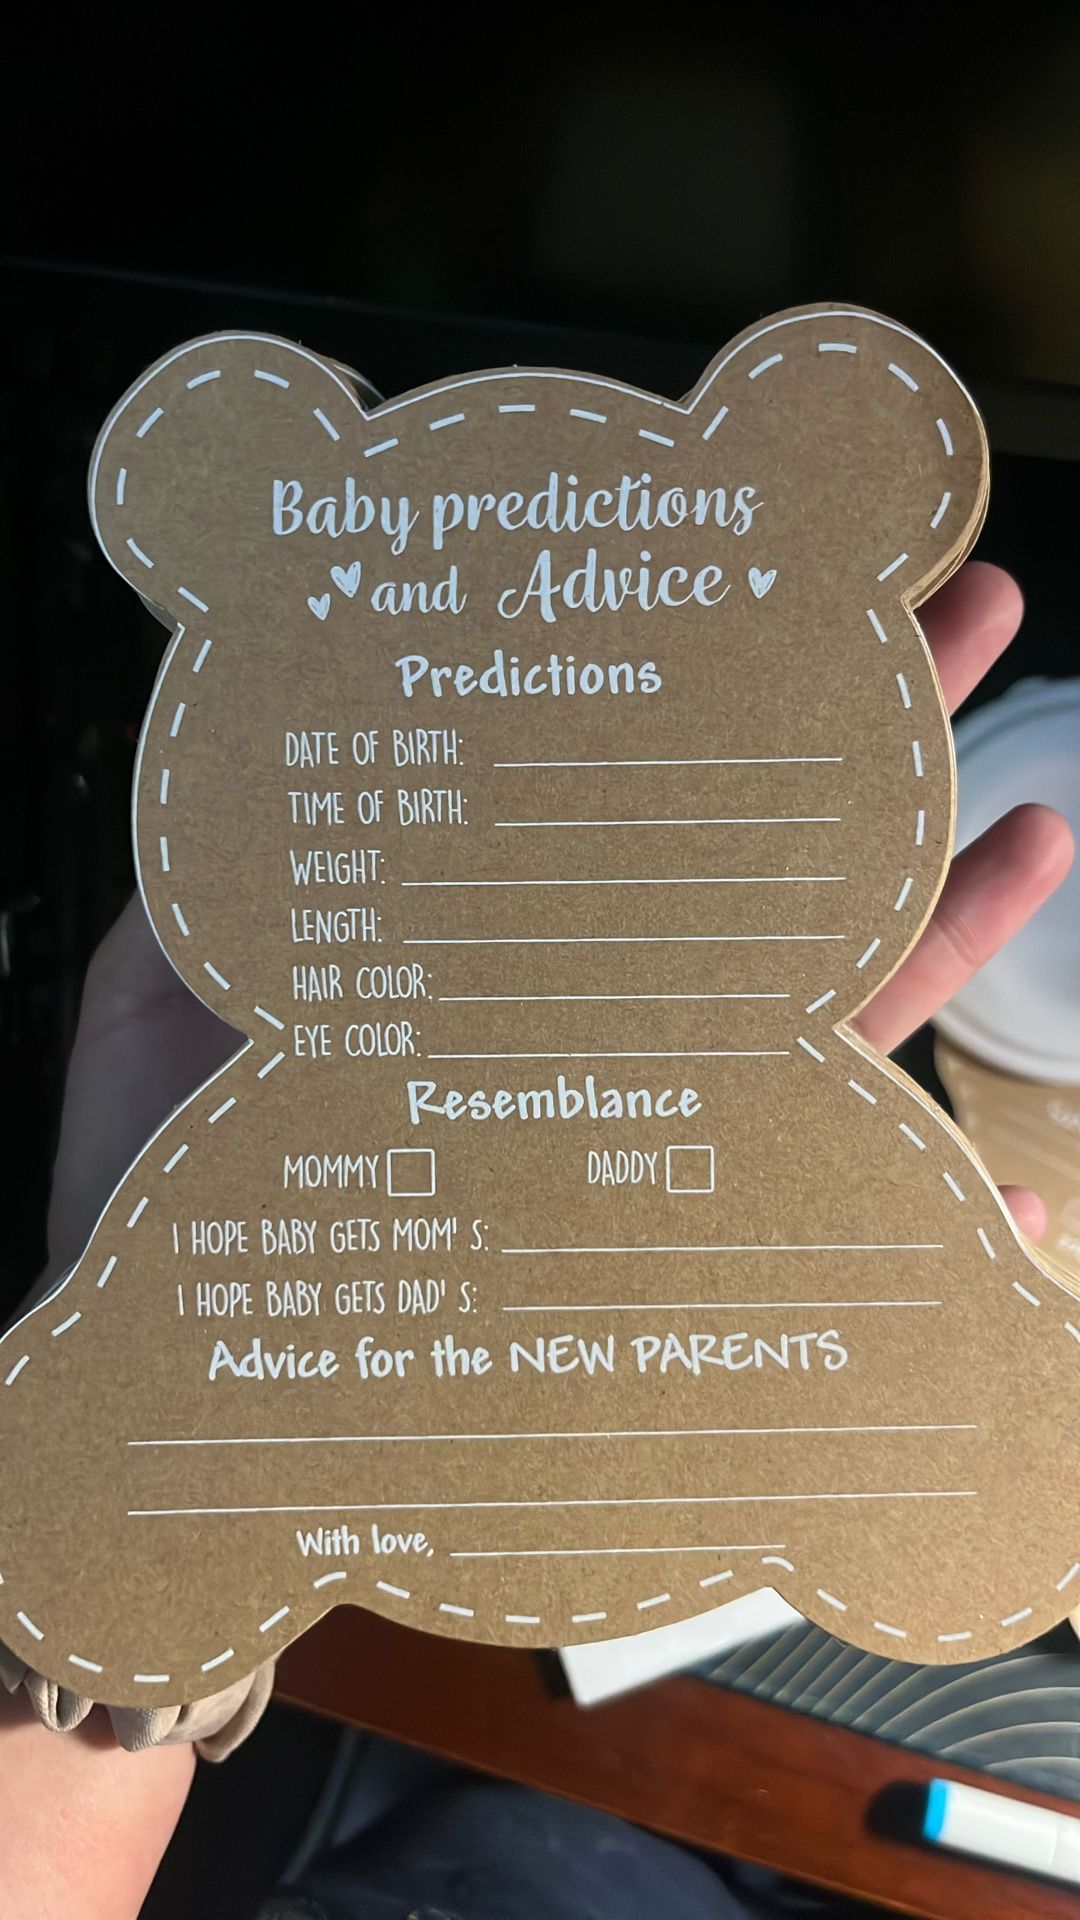 Baby predictions
and Advice
Predictions
DATE OF BIRTH:
TIME OF BIRTH:
WEIGHT:
LENGTH:
HAIR COLOR:
EYE COLOR:
Resemblance
MOMMY DADDY
I HOPE BABY GETS MOM' S:
I HOPE BABY GETS DAD' S:
Advice for the NEW PARENTS
With love,